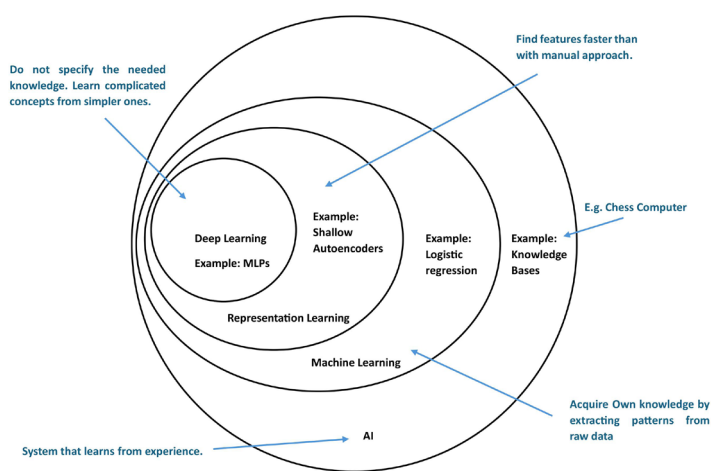 Find features faster than
with manual approach.
Do not specify the needed
knowledge. Learn complicated
concepts from simpler ones.
E.g. Chess Computer
Deep Learning
Example: MLPs
Example:
Shallow
Autoencoders
Example:
Logistic
regression
Example:
Knowledge
Bases
Representation Learning
Machine Learning
Acquire Own knowledge by
extracting patterns from
raw data
AI
System that learns from experience.